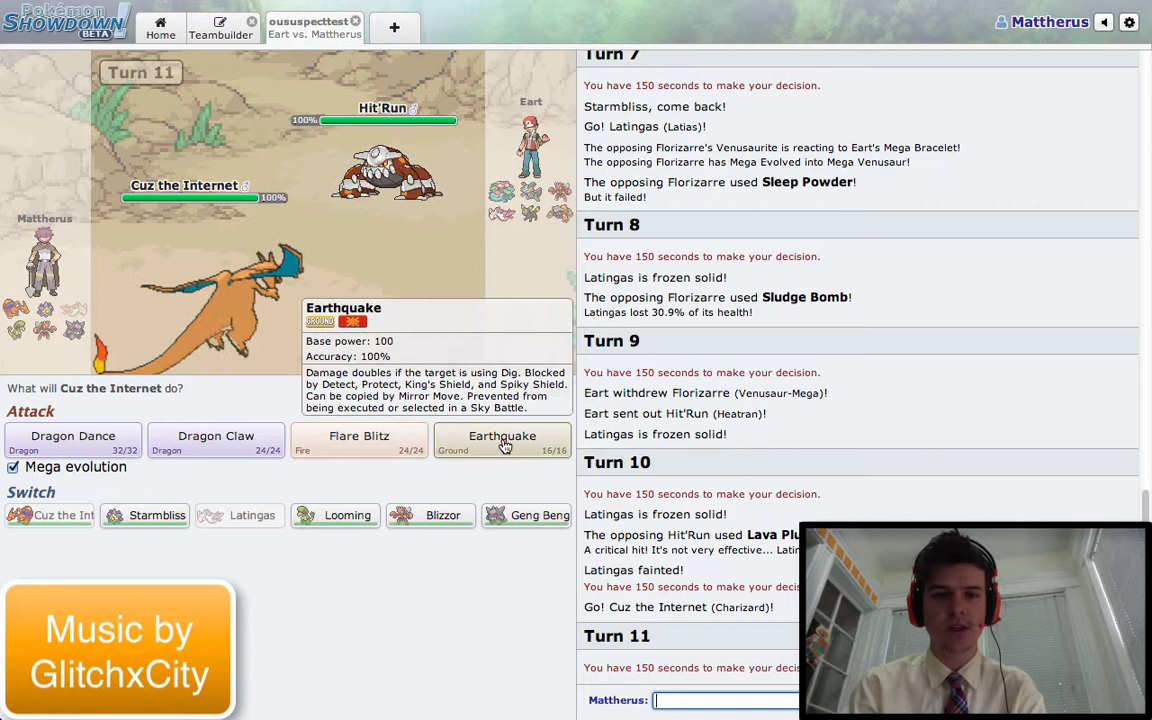 Pokémon
SHOWDOWN!
BETA
Home
Teambuilder
oususpecttest
Eart vs. Mattherus
+
Mattherus
Turn 11
Hit'Run ♂
100%
Eart
Cuz the Internet ♂
100%
Mattherus
Earthquake
GROUND
Base power: 100
Accuracy: 100%
Damage doubles if the target is using Dig. Blocked
by Detect, Protect, King's Shield, and Spiky Shield.
Can be copied by Mirror Move. Prevented from
being executed or selected in a Sky Battle.
What will Cuz the Internet do?
Attack
Dragon Dance
Dragon 32/32
Dragon Claw
Dragon 24/24
Flare Blitz
Fire 24/24
Earthquake
Ground 16/16
Mega evolution
Switch
Cuz the Int
Starmbliss
Latingas
Looming
Blizzor
Geng Beng
Music by
GlitchxCity
Turn 7
You have 150 seconds to make your decision.
Starmbliss, come back!
Go! Latingas (Latias)!
The opposing Florizarre's Venusaurite is reacting to Eart's Mega Bracelet!
The opposing Florizarre has Mega Evolved into Mega Venusaur!
The opposing Florizarre used Sleep Powder!
But it failed!
Turn 8
You have 150 seconds to make your decision.
Latingas is frozen solid!
The opposing Florizarre used Sludge Bomb!
Latingas lost 30.9% of its health!
Turn 9
You have 150 seconds to make your decision.
Eart withdrew Florizarre (Venusaur-Mega)!
Eart sent out Hit'Run (Heatran)!
Latingas is frozen solid!
Turn 10
You have 150 seconds to make your decision.
Latingas is frozen solid!
The opposing Hit'Run used Lava Plu
A critical hit! It's not very effective... Latin
Latingas fainted!
You have 150 seconds to make your decis
Go! Cuz the Internet (Charizard)!
Turn 11
You have 150 seconds to make your decis
Mattherus: